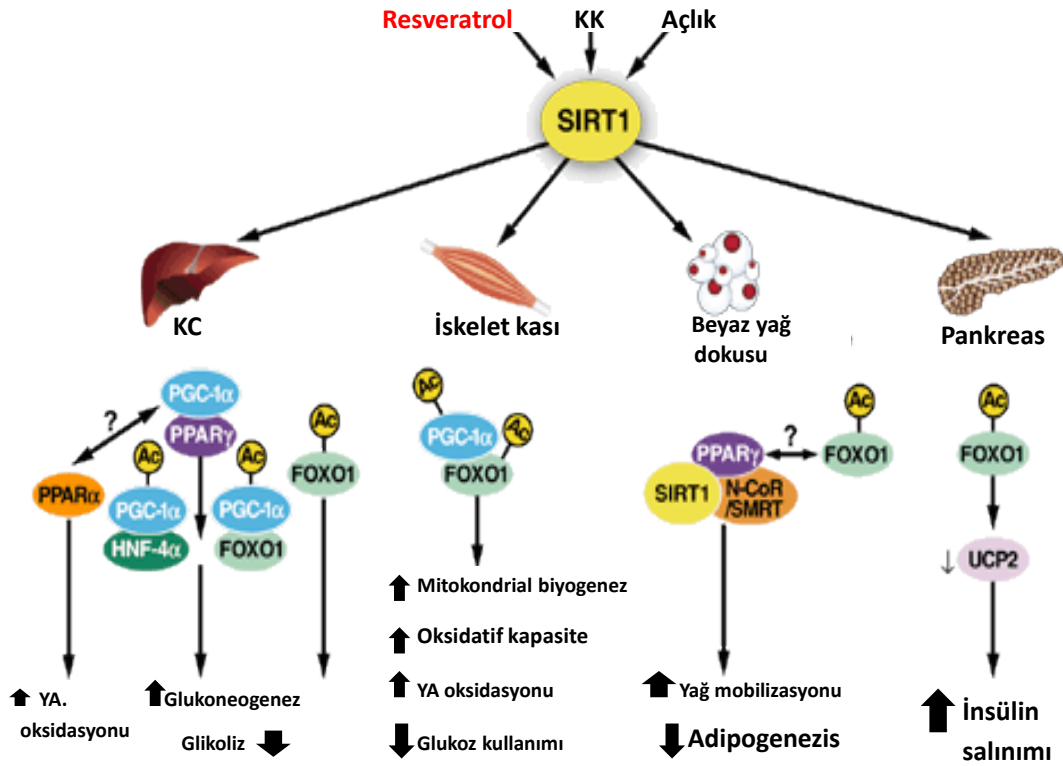 Resveratrol KK Açlık
SIRT1
KC
İskelet kası
Beyaz yağ
dokusu
Pankreas
PGC-1α
?
PPARγ
PPARα
Ac
PGC-1α
HNF-4α
Ac
PGC-1α
FOXO1
Ac
FOXO1
YA.
oksidasyonu
Glukoneogenez
Glikoliz
Ac
PGC-1α
Ac
FOXO1
Mitokondrial biyogenez
Oksidatif kapasite
YA oksidasyonu
Glukoz kullanımı
PPARγ
?
Ac
FOXO1
SIRT1
N-CoR
/SMRT
Yağ mobilizasyonu
Adipogenezis
Ac
FOXO1
UCP2
İnsülin
salınımı